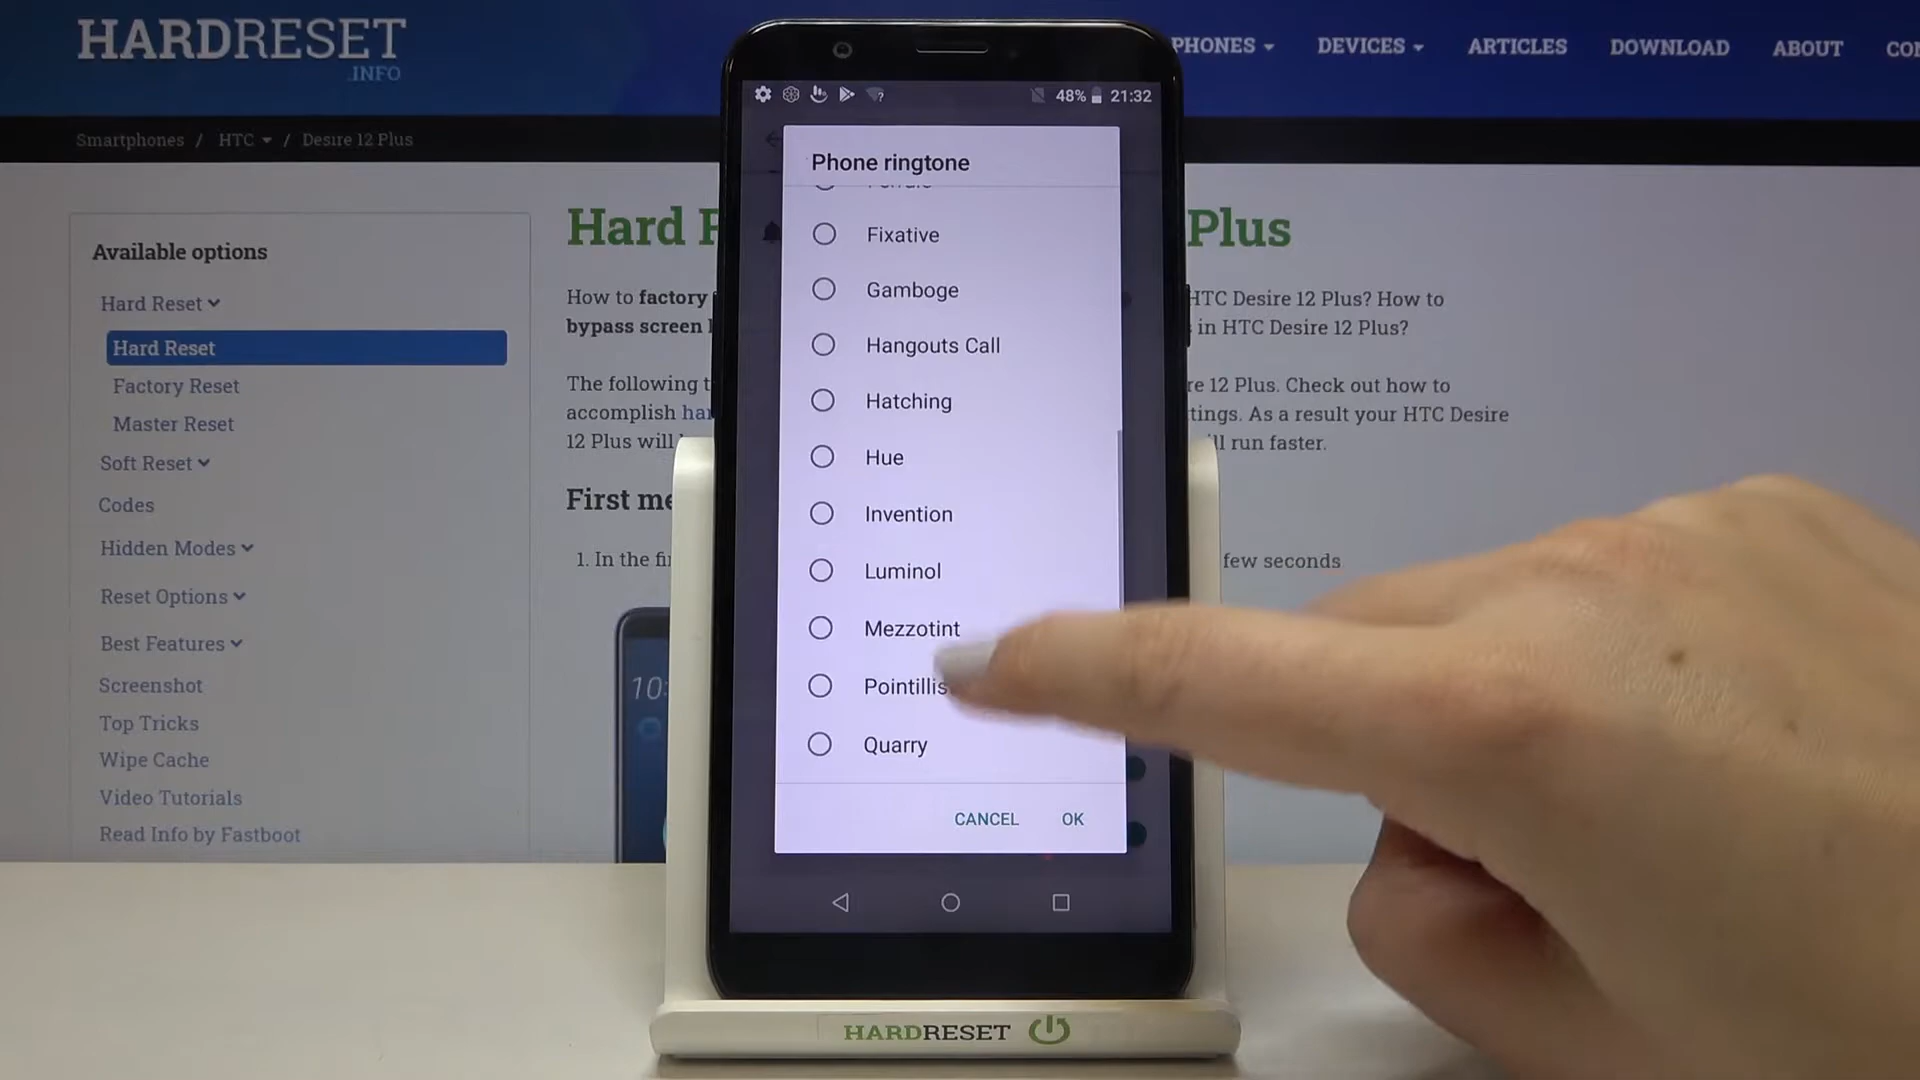 HARDRESET
.INFO
PHONES
DEVICES
ARTICLES
DOWNLOAD
ABOUT
Smartphones / HTC / Desire 12 Plus
48% 21:32
Phone ringtone
Fixative
Gamboge
Hangouts Call
Hatching
Hue
Invention
Luminol
Mezzotint
Pointillis
Quarry
CANCEL OK
Available options
Hard Reset
Hard Reset
Factory Reset
Master Reset
Soft Reset
Codes
Hidden Modes
Reset Options
Best Features
Screenshot
Top Tricks
Wipe Cache
Video Tutorials
Read Info by Fastboot
Hard Plus
How to factory HTC Desire 12 Plus? How to
bypass screen in HTC Desire 12 Plus?
The following 12 Plus. Check out how to
accomplish tings. As a result your HTC Desire
12 Plus will run faster.
First
1. In the few seconds
10:
HARDRESET